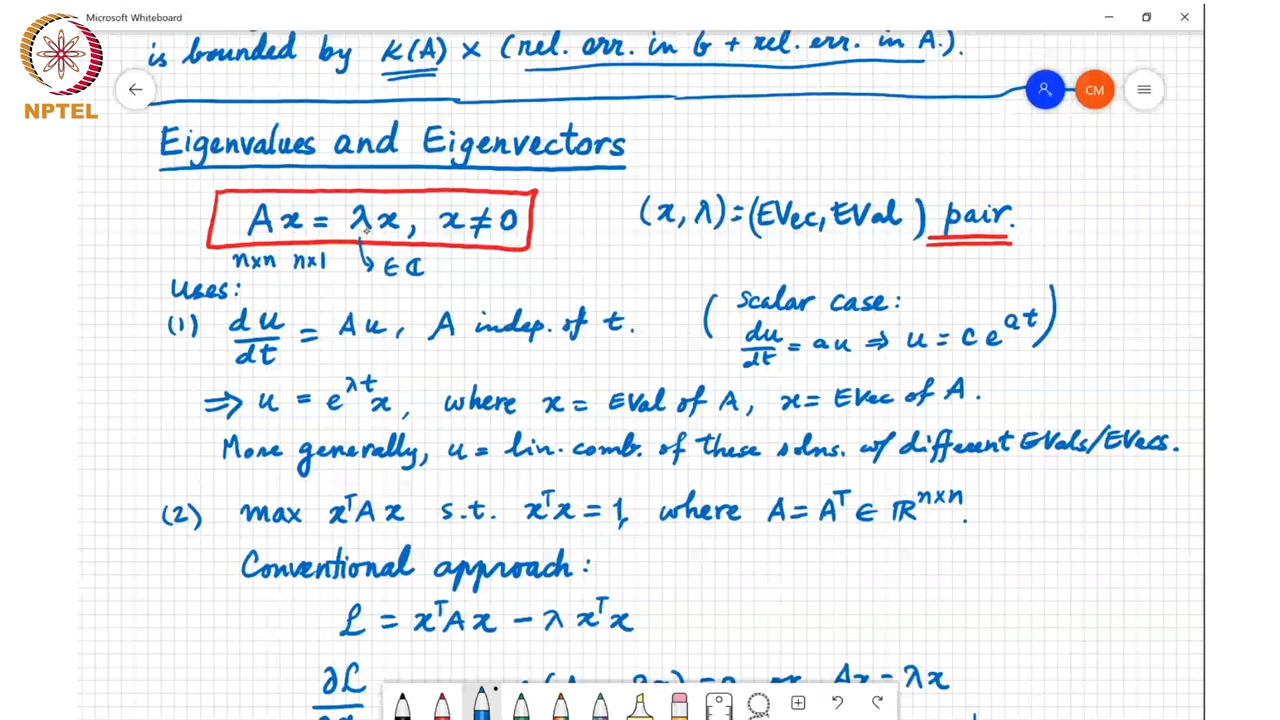 Microsoft Whiteboard
NPTEL
is bounded by K(A) × (rel. err. in b + rel. err. in A.).
CM
Eigenvalues and Eigenvectors
Ax = λx, x ≠ 0
(x, λ) = (EVec, EVal) pair.
n×n n×1 ↳ ∈ ℂ
Uses:
(1) du/dt = Au, A indep. of t.
( Scalar case:
du/dt = au ⇒ u = c e^{at} )
⇒ u = e^{λt} x, where x = EVal of A, x = EVec of A.
More generally, u = lin. comb. of these solns. w/ different EVals/EVecs.
(2) max x^T A x s.t. x^T x = 1, where A = A^T ∈ ℝ^{n×n}.
Conventional approach:
ℒ = x^T A x − λ x^T x
∂ℒ = 0 or Ax = λx